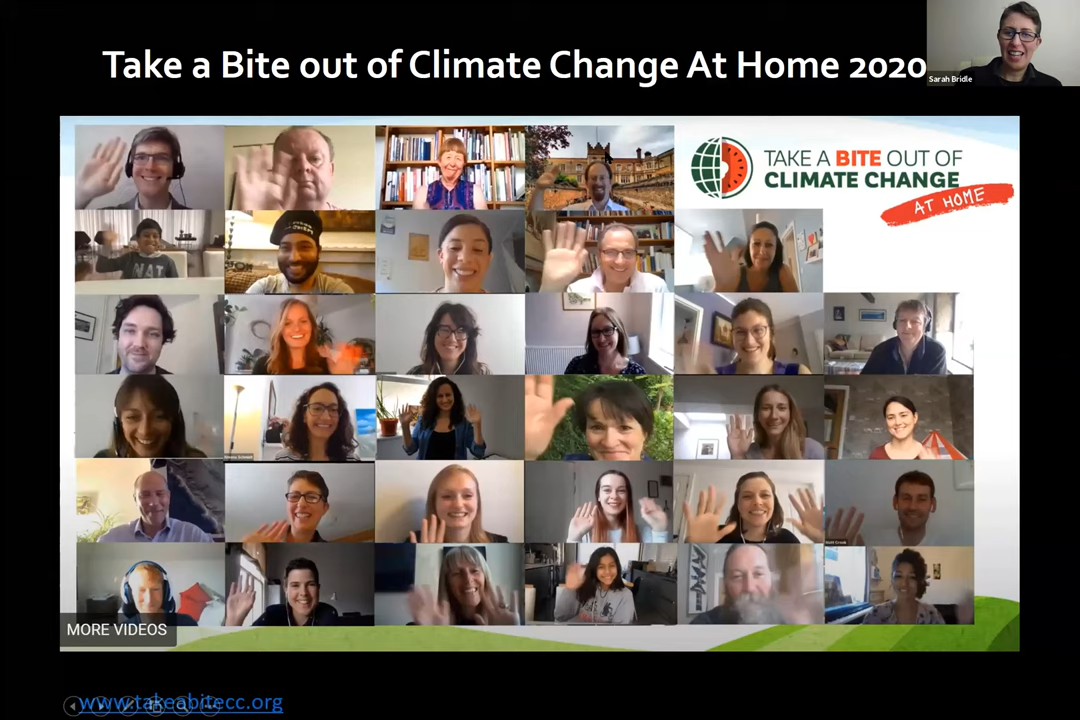 Take a Bite out of Climate Change At Home 2020
Sarah Bridle
TAKE A BITE OUT OF
CLIMATE CHANGE
AT HOME
MORE VIDEOS
www.takeabitecc.org